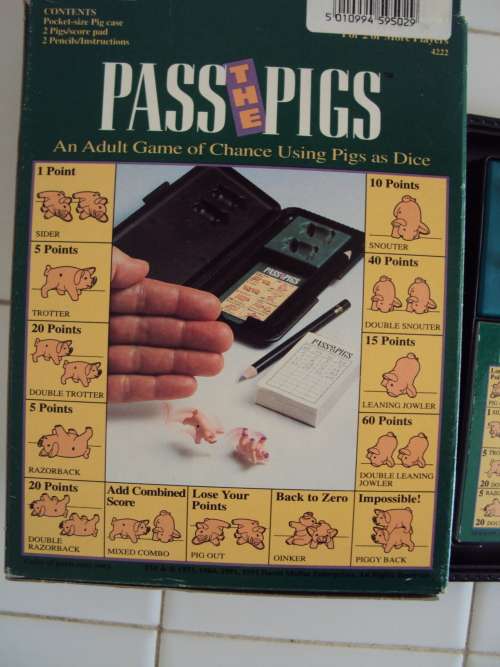 CONTENTS
Pocket-size Pig case
2 Pigs/score pad
2 Pencils/Instructions
5 010994 595029
For 2 or More Players
4222
PASS THE PIGS
An Adult Game of Chance Using Pigs as Dice
1 Point
SIDER
5 Points
TROTTER
20 Points
DOUBLE TROTTER
5 Points
RAZORBACK
20 Points
DOUBLE
RAZORBACK
PASS THE PIGS
PASS THE PIGS
10 Points
SNOUTER
40 Points
DOUBLE SNOUTER
15 Points
LEANING JOWLER
60 Points
DOUBLE LEANING
JOWLER
Add Combined
Score
MIXED COMBO
Lose Your
Points
PIG OUT
Back to Zero
OINKER
Impossible!
PIGGY BACK